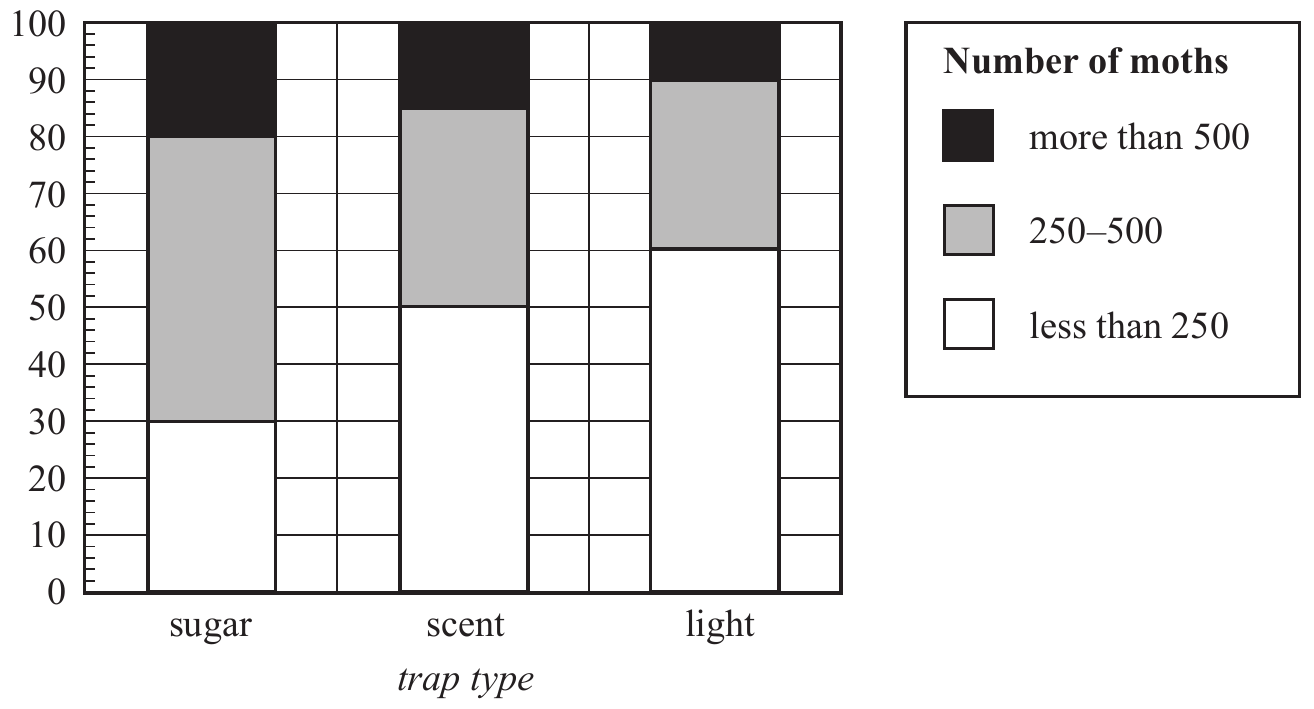 100
90
80
70
60
50
40
30
20
10
0
sugar scent light
trap type
Number of moths
more than 500
250–500
less than 250